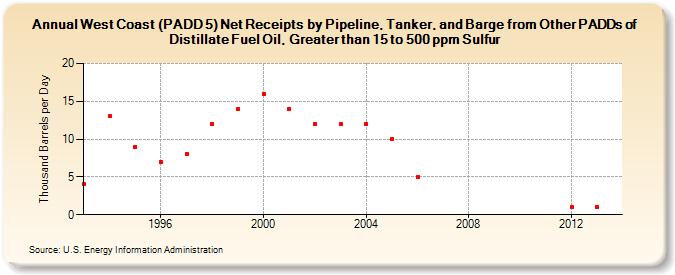 Annual West Coast (PADD 5) Net Receipts by Pipeline, Tanker, and Barge from Other PADDs of
Distillate Fuel Oil, Greater than 15 to 500 ppm Sulfur
Thousand Barrels per Day
20
15
10
5
0
1996 2000 2004 2008 2012
Source: U.S. Energy Information Administration